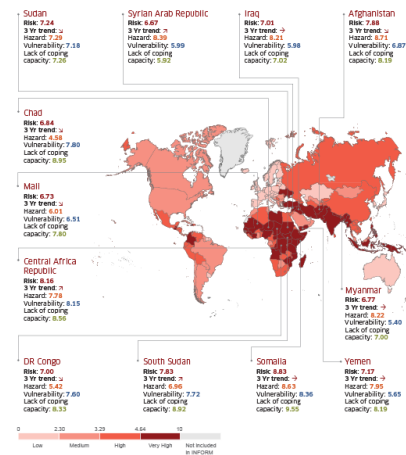 Sudan
Risk: 7.24
3 Yr trend: ↘
Hazard: 7.29
Vulnerability: 7.18
Lack of coping
capacity: 7.26
Syrian Arab Republic
Risk: 6.67
3 Yr trend: ↗
Hazard: 8.39
Vulnerability: 5.99
Lack of coping
capacity: 5.92
Iraq
Risk: 7.01
3 Yr trend: →
Hazard: 8.21
Vulnerability: 5.98
Lack of coping
capacity: 7.02
Afghanistan
Risk: 7.88
3 Yr trend: ↘
Hazard: 8.71
Vulnerability: 6.87
Lack of coping
capacity: 8.19
Chad
Risk: 6.84
3 Yr trend: ↘
Hazard: 4.58
Vulnerability: 7.80
Lack of coping
capacity: 8.95
Mali
Risk: 6.73
3 Yr trend: ↘
Hazard: 6.01
Vulnerability: 6.51
Lack of coping
capacity: 7.80
Central Africa
Republic
Risk: 8.16
3 Yr trend: ↗
Hazard: 7.78
Vulnerability: 8.15
Lack of coping
capacity: 8.56
Myanmar
Risk: 6.77
3 Yr trend: →
Hazard: 8.22
Vulnerability: 5.40
Lack of coping
capacity: 7.00
DR Congo
Risk: 7.00
3 Yr trend: ↘
Hazard: 5.42
Vulnerability: 7.60
Lack of coping
capacity: 8.33
South Sudan
Risk: 7.83
3 Yr trend: ↗
Hazard: 6.96
Vulnerability: 7.72
Lack of coping
capacity: 8.92
Somalia
Risk: 8.83
3 Yr trend: →
Hazard: 8.63
Vulnerability: 8.36
Lack of coping
capacity: 9.55
Yemen
Risk: 7.17
3 Yr trend: →
Hazard: 7.95
Vulnerability: 5.65
Lack of coping
capacity: 8.19
0 2.30 3.29 4.64 10
Low Medium High Very High Not Included
in INFORM